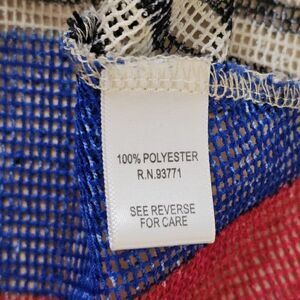 100% POLYESTER
R.N.93771
SEE REVERSE
FOR CARE